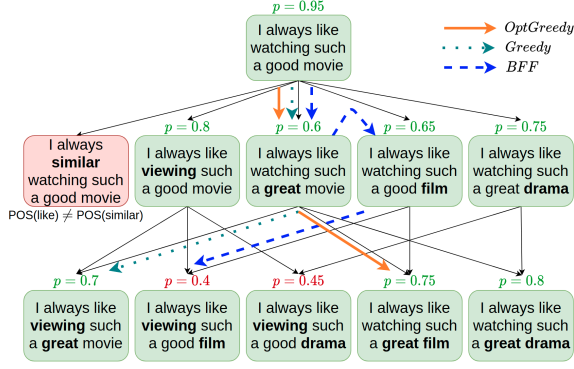 p = 0.95
I always like
watching such
a good movie
OptGreedy
Greedy
BFF
p = 0.8
p = 0.6
p = 0.65
p = 0.75
I always
similar
watching such
a good movie
I always like
viewing such
a good movie
I always like
watching such
a great movie
I always like
watching such
a good film
I always like
watching such
a great drama
POS(like) ≠ POS(similar)
p = 0.7
p = 0.4
p = 0.45
p = 0.75
p = 0.8
I always like
viewing such
a great movie
I always like
viewing such
a good film
I always like
viewing such
a good drama
I always like
watching such
a great film
I always like
watching such
a great drama